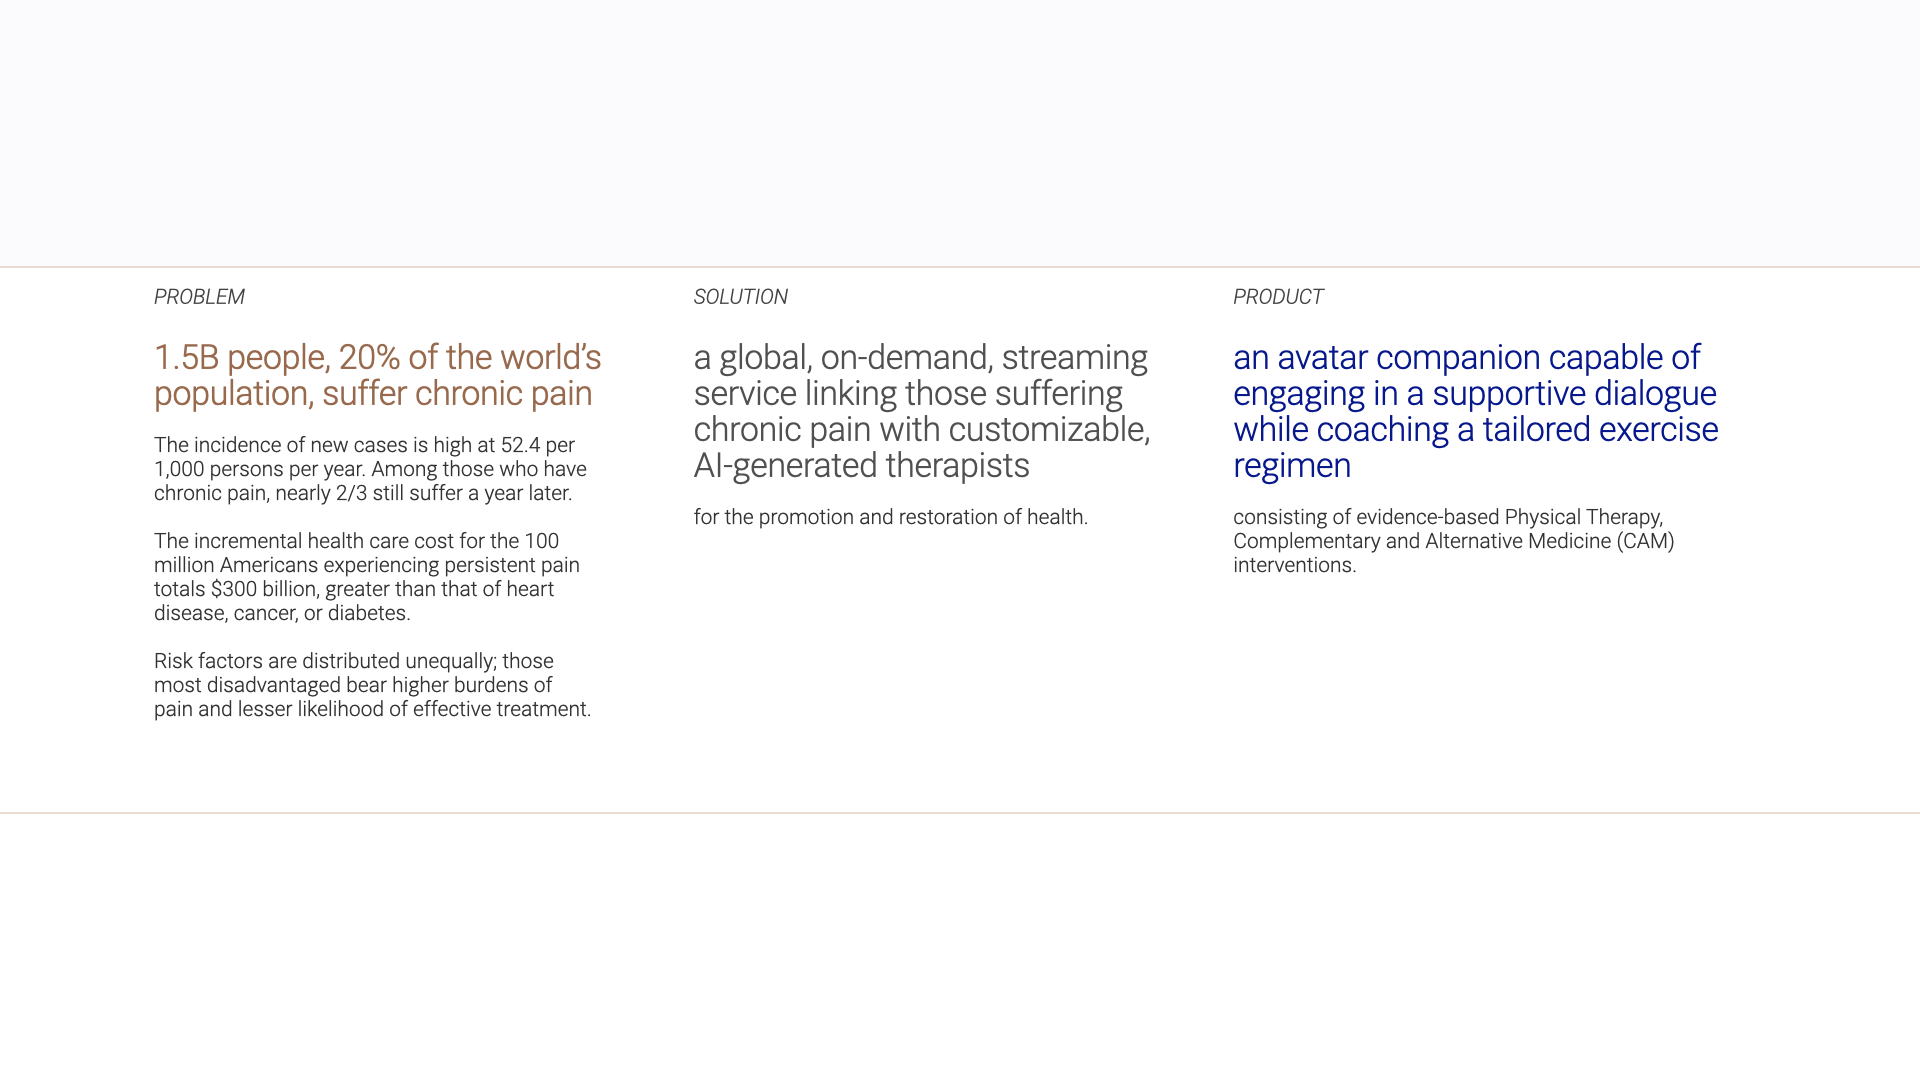 PROBLEM
1.5B people, 20% of the world’s
population, suffer chronic pain
The incidence of new cases is high at 52.4 per
1,000 persons per year. Among those who have
chronic pain, nearly 2/3 still suffer a year later.
The incremental health care cost for the 100
million Americans experiencing persistent pain
totals $300 billion, greater than that of heart
disease, cancer, or diabetes.
Risk factors are distributed unequally; those
most disadvantaged bear higher burdens of
pain and lesser likelihood of effective treatment.
SOLUTION
a global, on-demand, streaming
service linking those suffering
chronic pain with customizable,
AI-generated therapists
for the promotion and restoration of health.
PRODUCT
an avatar companion capable of
engaging in a supportive dialogue
while coaching a tailored exercise
regimen
consisting of evidence-based Physical Therapy,
Complementary and Alternative Medicine (CAM)
interventions.